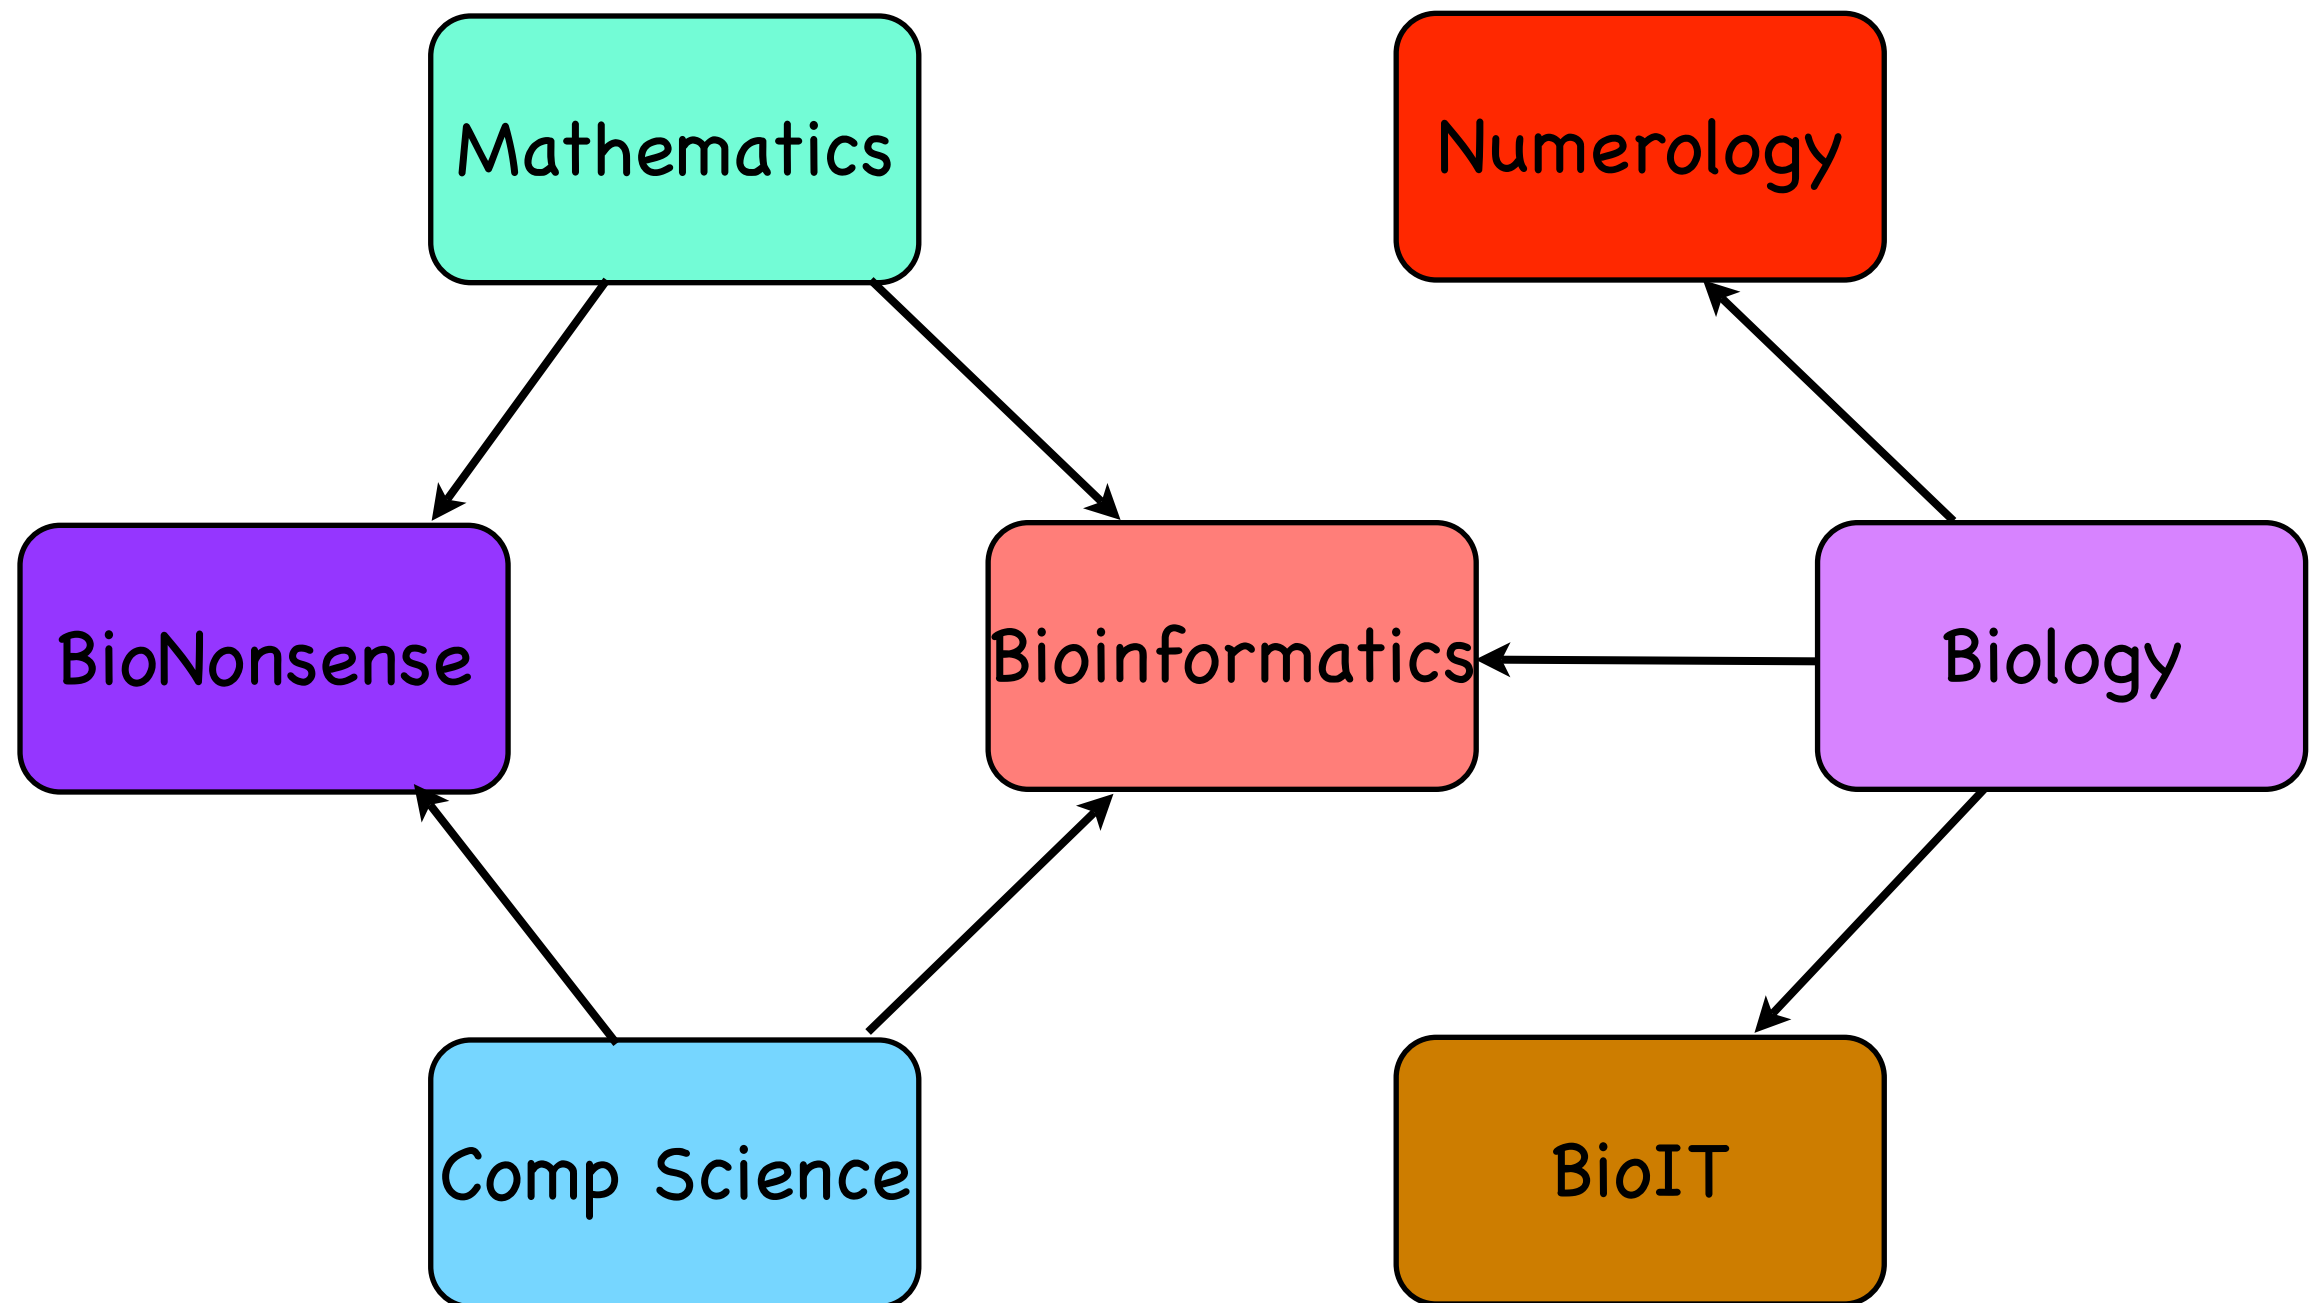 Mathematics
Numerology
BioNonsense
Bioinformatics
Biology
Comp Science
BioIT